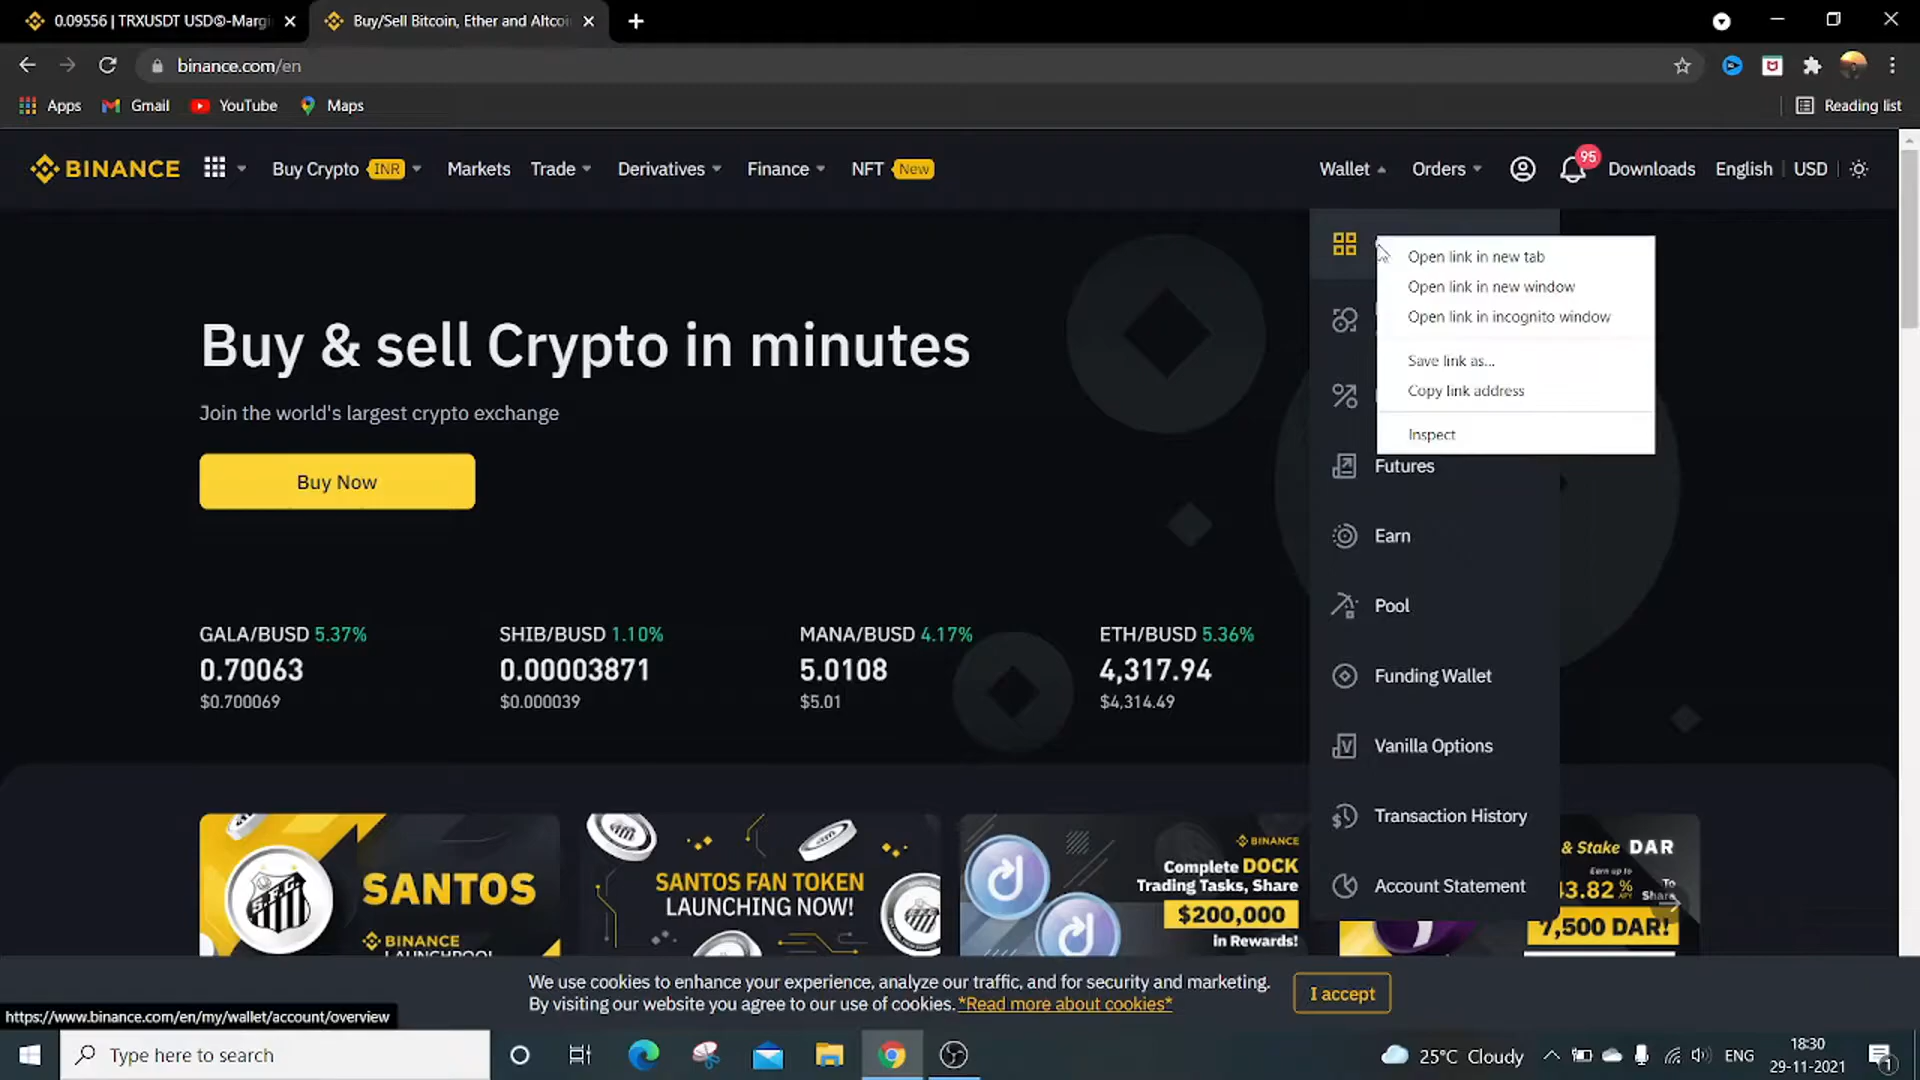 0.09556 | TRXUSDT USD®-Margi
Buy/Sell Bitcoin, Ether and Altcoi
binance.com/en
Apps
Gmail
YouTube
Maps
Reading list
BINANCE
Buy Crypto INR
Markets
Trade
Derivatives
Finance
NFT New
Wallet
Orders
95
Downloads
English
USD
Open link in new tab
Open link in new window
Open link in incognito window
Save link as...
Copy link address
Inspect
Futures
Earn
Pool
Funding Wallet
Vanilla Options
Transaction History
Account Statement
Buy & sell Crypto in minutes
Join the world's largest crypto exchange
Buy Now
GALA/BUSD 5.37%
0.70063
$0.700069
SHIB/BUSD 1.10%
0.00003871
$0.000039
MANA/BUSD 4.17%
5.0108
$5.01
ETH/BUSD 5.36%
4,317.94
$4,314.49
SANTOS
BINANCE
LAUNCHPOOL
SANTOS FAN TOKEN
LAUNCHING NOW!
BINANCE
Complete DOCK
Trading Tasks, Share
$200,000
in Rewards!
& Stake DAR
Earn up to
43.82 % APY
To
Share
7,500 DAR!
We use cookies to enhance your experience, analyze our traffic, and for security and marketing.
By visiting our website you agree to our use of cookies. *Read more about cookies*
I accept
https://www.binance.com/en/my/wallet/account/overview
Type here to search
25°C Cloudy
ENG
18:30
29-11-2021
1